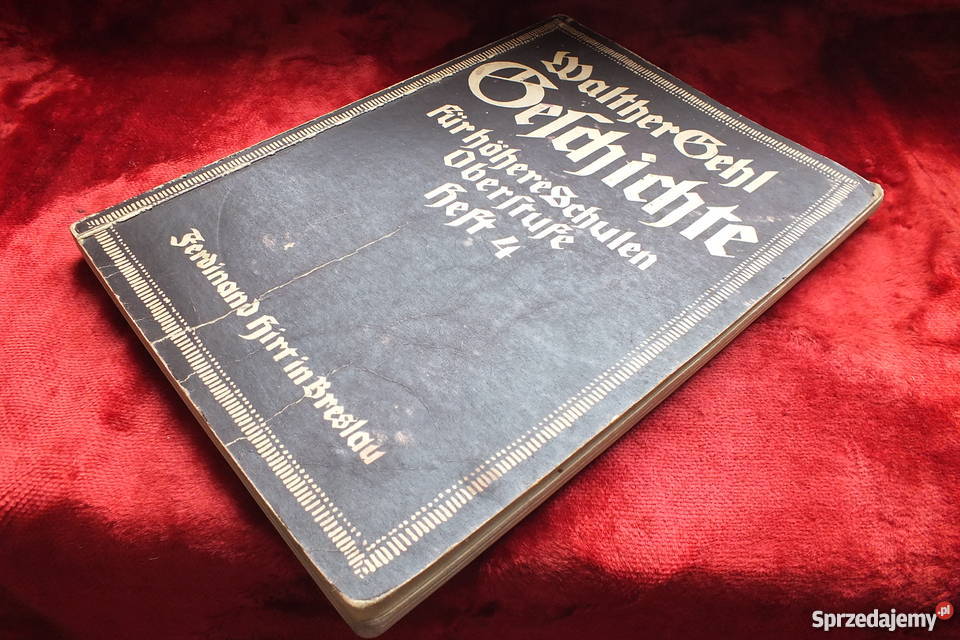 Walther Gehl
Geschichte
für höhere Schulen
Oberstufe
Heft 4
Ferdinand Hirt in Breslau
Sprzedajemy.pl